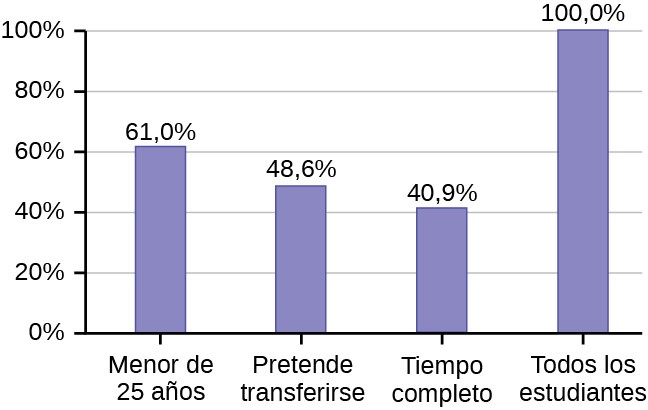 100,0%
100%
80%
61,0%
60%
48,6%
40,9%
40%
20%
0%
Menor de
25 años
Pretende
transferirse
Tiempo
completo
Todos los
estudiantes